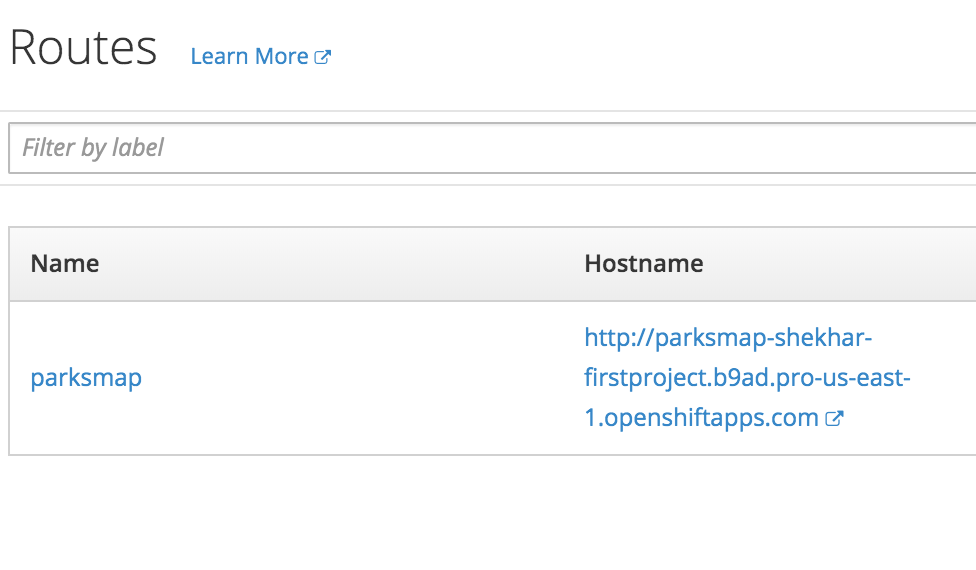 Routes Learn More
Filter by label
Name Hostname
http://parksmap-shekhar-
parksmap firstproject.b9ad.pro-us-east-
1.openshiftapps.com